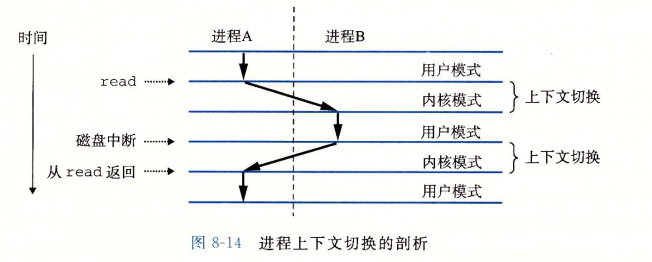 时间
进程A
进程B
用户模式
read
内核模式
上下文切换
用户模式
磁盘中断
内核模式
上下文切换
从 read 返回
用户模式
图 8-14 进程上下文切换的剖析